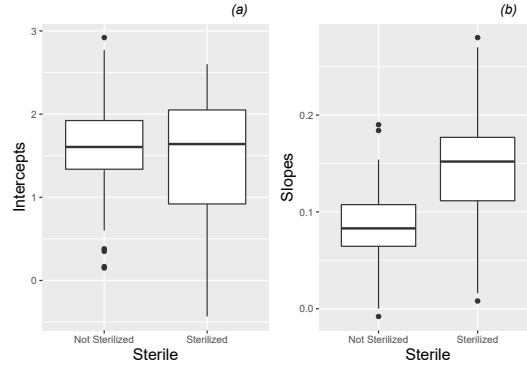 (a)
3
2
1
0
Intercepts
Not Sterilized
Sterilized
Sterile
(b)
0.2
0.1
0.0
Slopes
Not Sterilized
Sterilized
Sterile